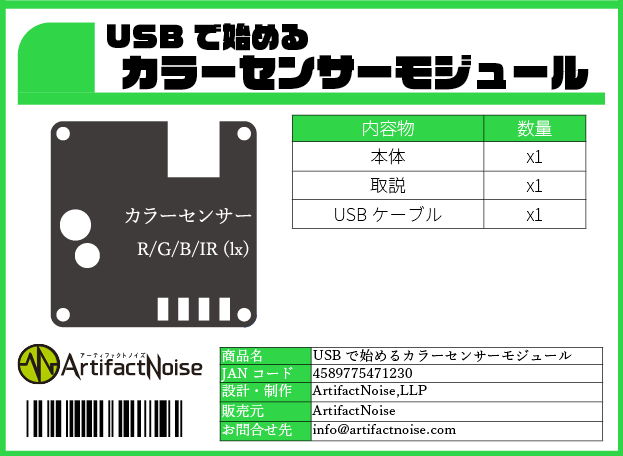 USB で始める
カラーセンサーモジュール
カラーセンサー
R/G/B/IR (lx)
内容物 数量
本体 x1
取説 x1
USB ケーブル x1
アーティファクトノイズ
ArtifactNoise
商品名 USB で始めるカラーセンサーモジュール
JAN コード 4589775471230
設計・制作 ArtifactNoise,LLP
販売元 ArtifactNoise
お問合せ先 info@artifactnoise.com